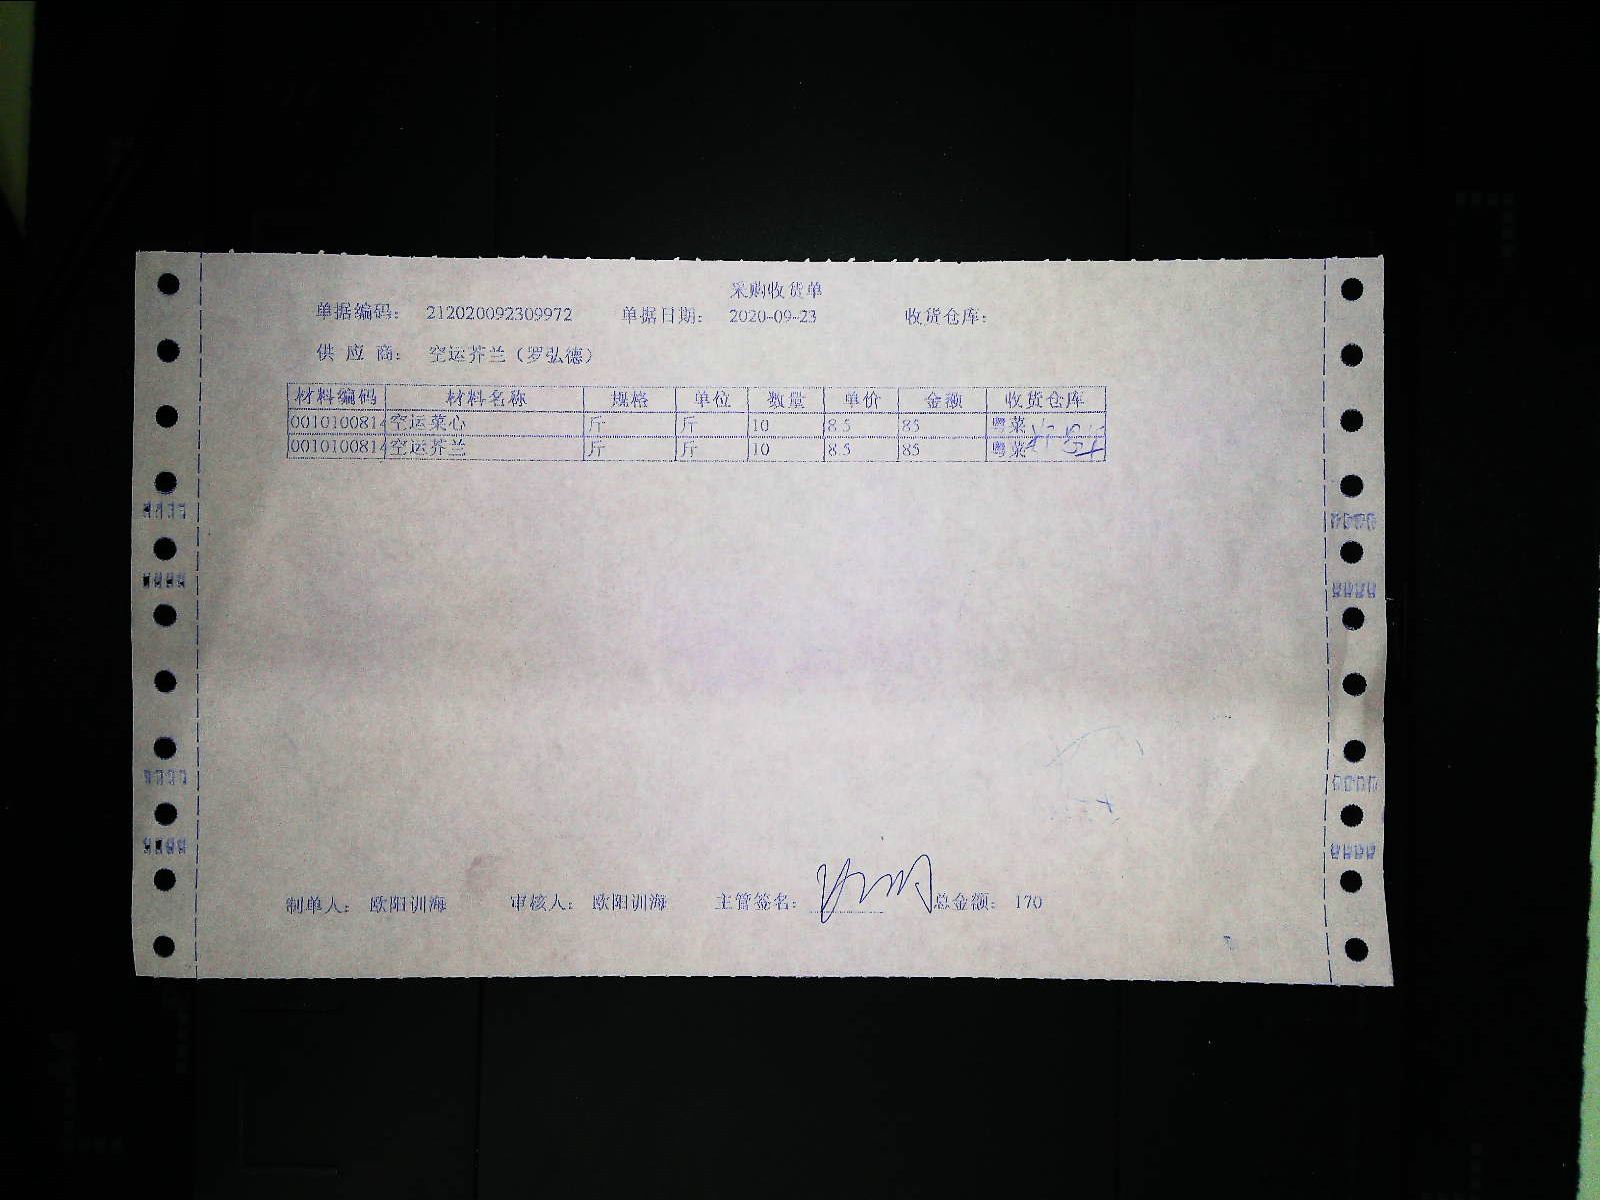 采购收货单
单据编码: 212020092309972 单据日期: 2020-09-23 收货仓库:
供 应 商: 空运芥兰(罗弘德)
材料编码 材料名称 规格 单位 数量 单价 金额 收货仓库
0010100814 空运菜心 斤 斤 10 8.5 85 粤菜
0010100814 空运芥兰 斤 斤 10 8.5 85 粤菜
制单人: 欧阳训海 审核人: 欧阳训海 主管签名: 总金额: 170